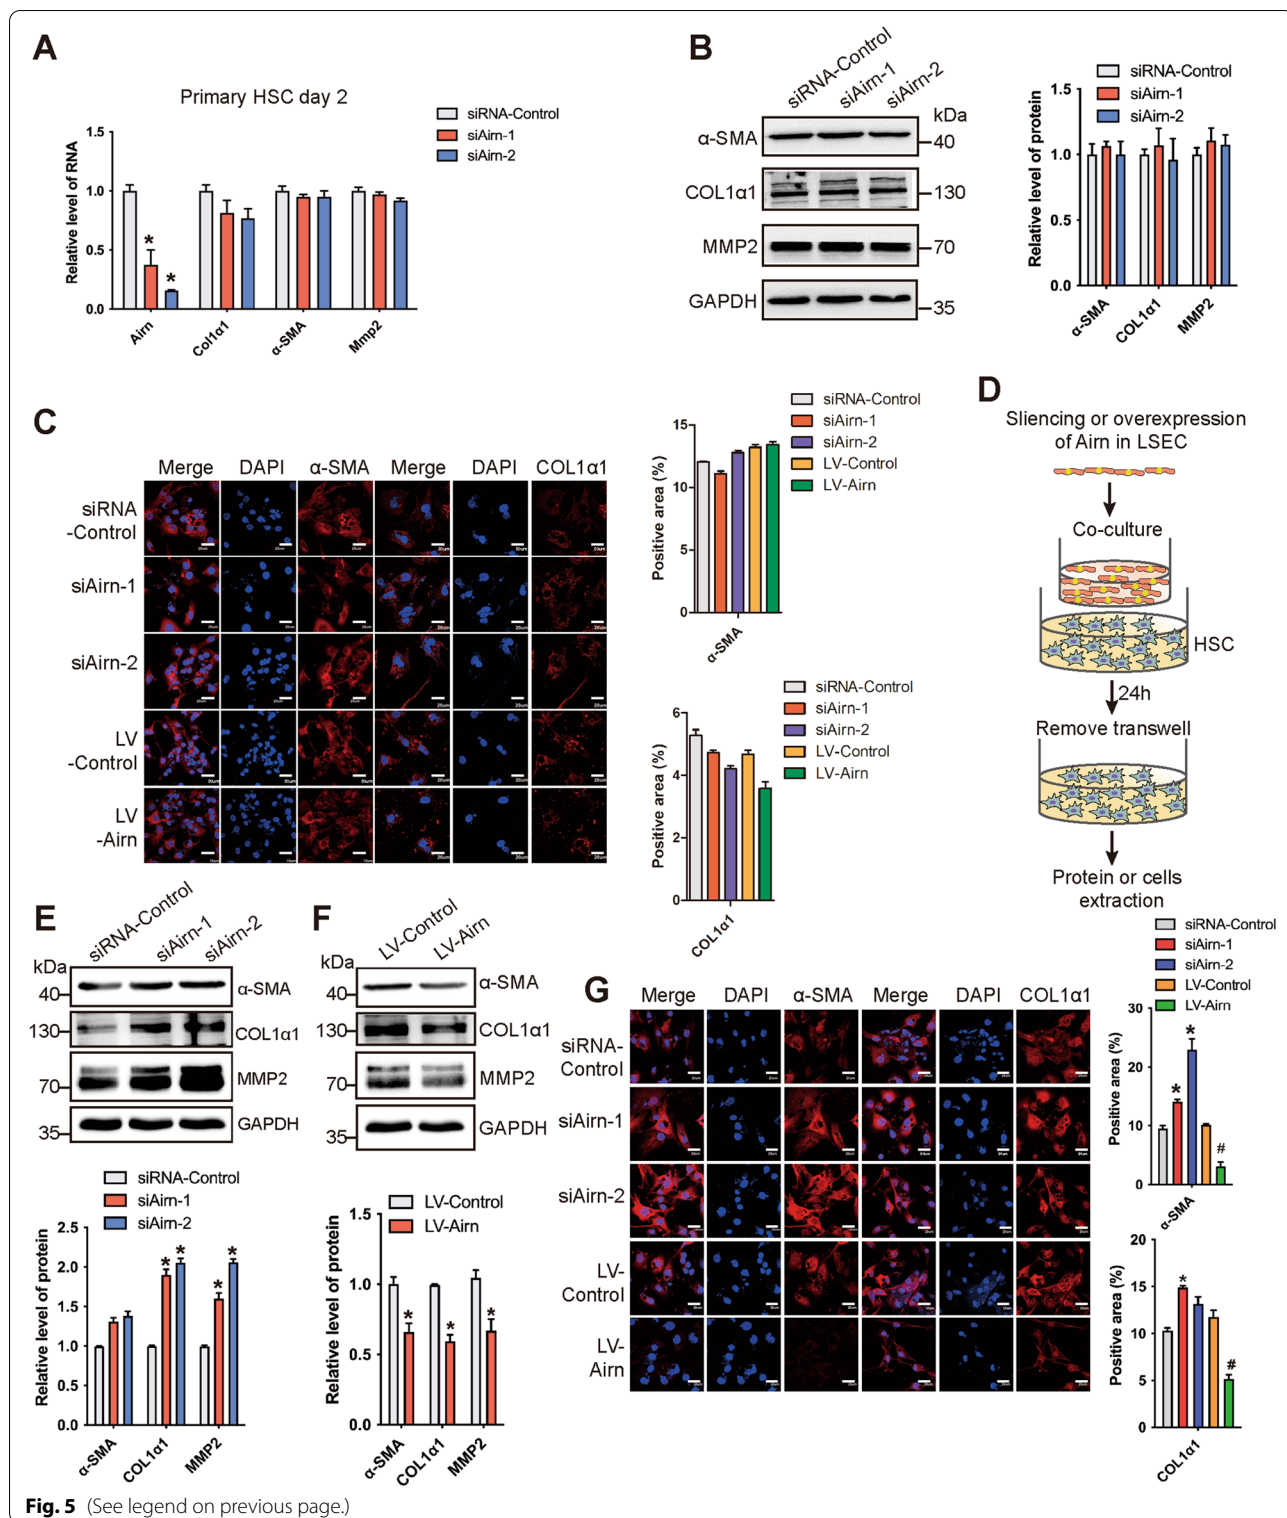 A
Primary HSC day 2
siRNA-Control
siAirn-1
siAirn-2
Relative level of RNA
1.5
1.0
0.5
0.0
Airn
Col1α1
α-SMA
Mmp2
*
*
B
siRNA-Control
siAirn-1
siAirn-2
kDa
α-SMA
40
COL1α1
130
MMP2
70
GAPDH
35
siRNA-Control
siAirn-1
siAirn-2
Relative level of protein
1.5
1.0
0.5
0.0
α-SMA
COL1α1
MMP2
C
Merge DAPI α-SMA Merge DAPI COL1α1
siRNA
-Control
siAirn-1
siAirn-2
LV
-Control
LV
-Airn
siRNA-Control
siAirn-1
siAirn-2
LV-Control
LV-Airn
Positive area (%)
15
10
5
0
α-SMA
siRNA-Control
siAirn-1
siAirn-2
LV-Control
LV-Airn
Positive area (%)
6
4
2
0
COL1α1
D
Sliencing or overexpression
of Airn in LSEC
Co-culture
HSC
24h
Remove transwell
Protein or cells
extraction
E
siRNA-Control
siAirn-1
siAirn-2
kDa
40
α-SMA
130
COL1α1
70
MMP2
35
GAPDH
siRNA-Control
siAirn-1
siAirn-2
Relative level of protein
2.5
2.0
1.5
1.0
0.5
0.0
* * * *
α-SMA
COL1α1
MMP2
F
LV-Control
LV-Airn
kDa
40
α-SMA
130
COL1α1
70
MMP2
35
GAPDH
LV-Control
LV-Airn
Relative level of protein
1.5
1.0
0.5
0.0
* * *
α-SMA
COL1α1
MMP2
G
Merge DAPI α-SMA Merge DAPI COL1α1
siRNA-
Control
siAirn-1
siAirn-2
LV-
Control
LV-
Airn
siRNA-Control
siAirn-1
siAirn-2
LV-Control
LV-Airn
Positive area (%)
30
20
10
0
* * #
α-SMA
Positive area (%)
20
15
10
5
0
* #
COL1α1
Fig. 5 (See legend on previous page.)